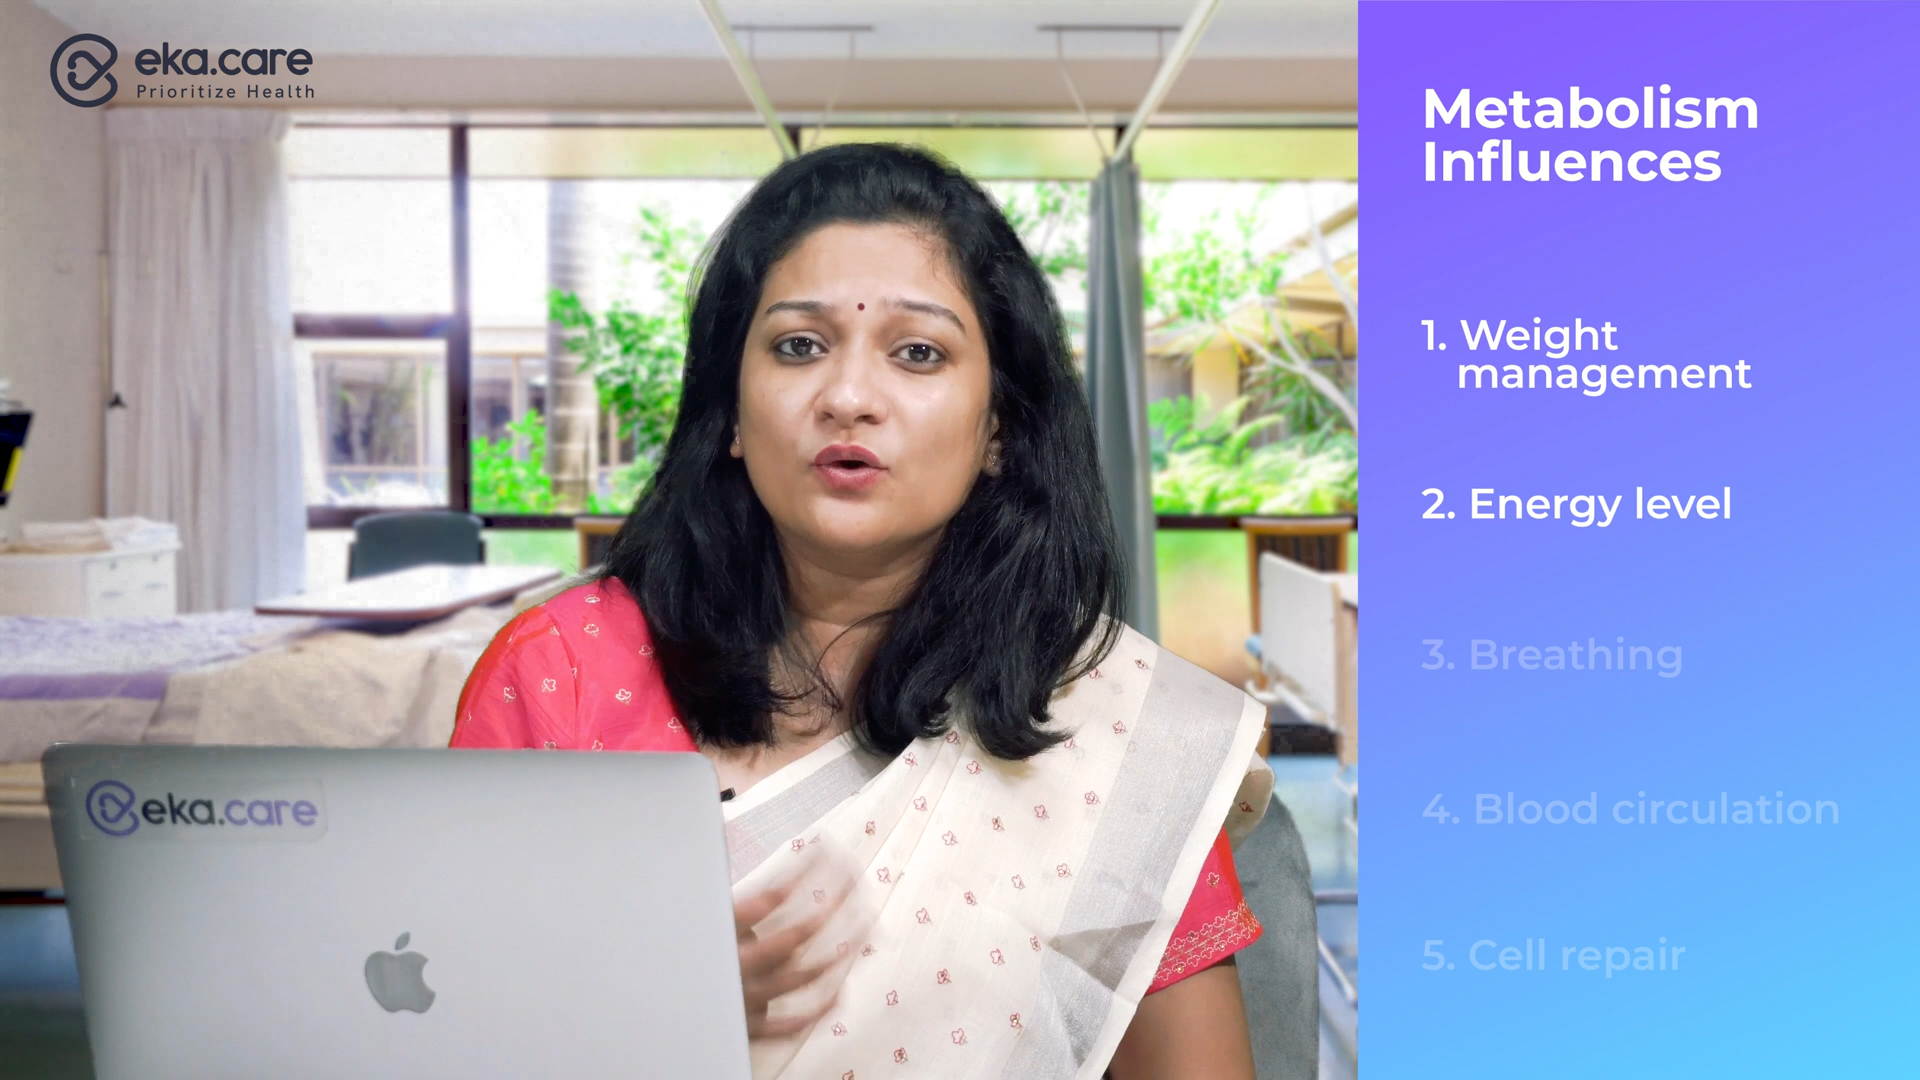 eka.care
Prioritize Health
Metabolism
Influences
1. Weight
management
2. Energy level
3. Breathing
4. Blood circulation
5. Cell repair
eka.care